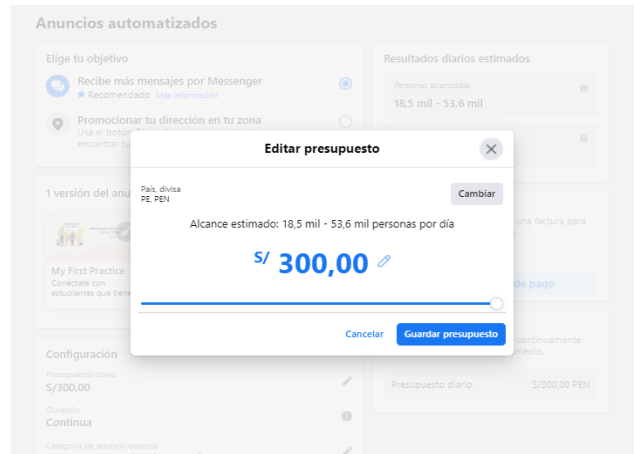 Anuncios automatizados
Elige tu objetivo
Recibe más mensajes por Messenger
Recomendado Más información
Promocionar tu dirección en tu zona
Usa el botón
encontrar tu
Resultados diarios estimados
Personas alcanzadas
18,5 mil - 53,6 mil
Editar presupuesto
País, divisa
PE, PEN
Cambiar
Alcance estimado: 18,5 mil - 53,6 mil personas por día
S/ 300,00
Cancelar
Guardar presupuesto
1 versión del anu
My First Practice
Conéctate con
estudiantes que tiene
una factura para
de pago
Configuración
Presupuesto diario
S/300,00
Duración
Continua
Categoría de anuncio especial
continuamente
medio.
Presupuesto diario
S/300,00 PEN